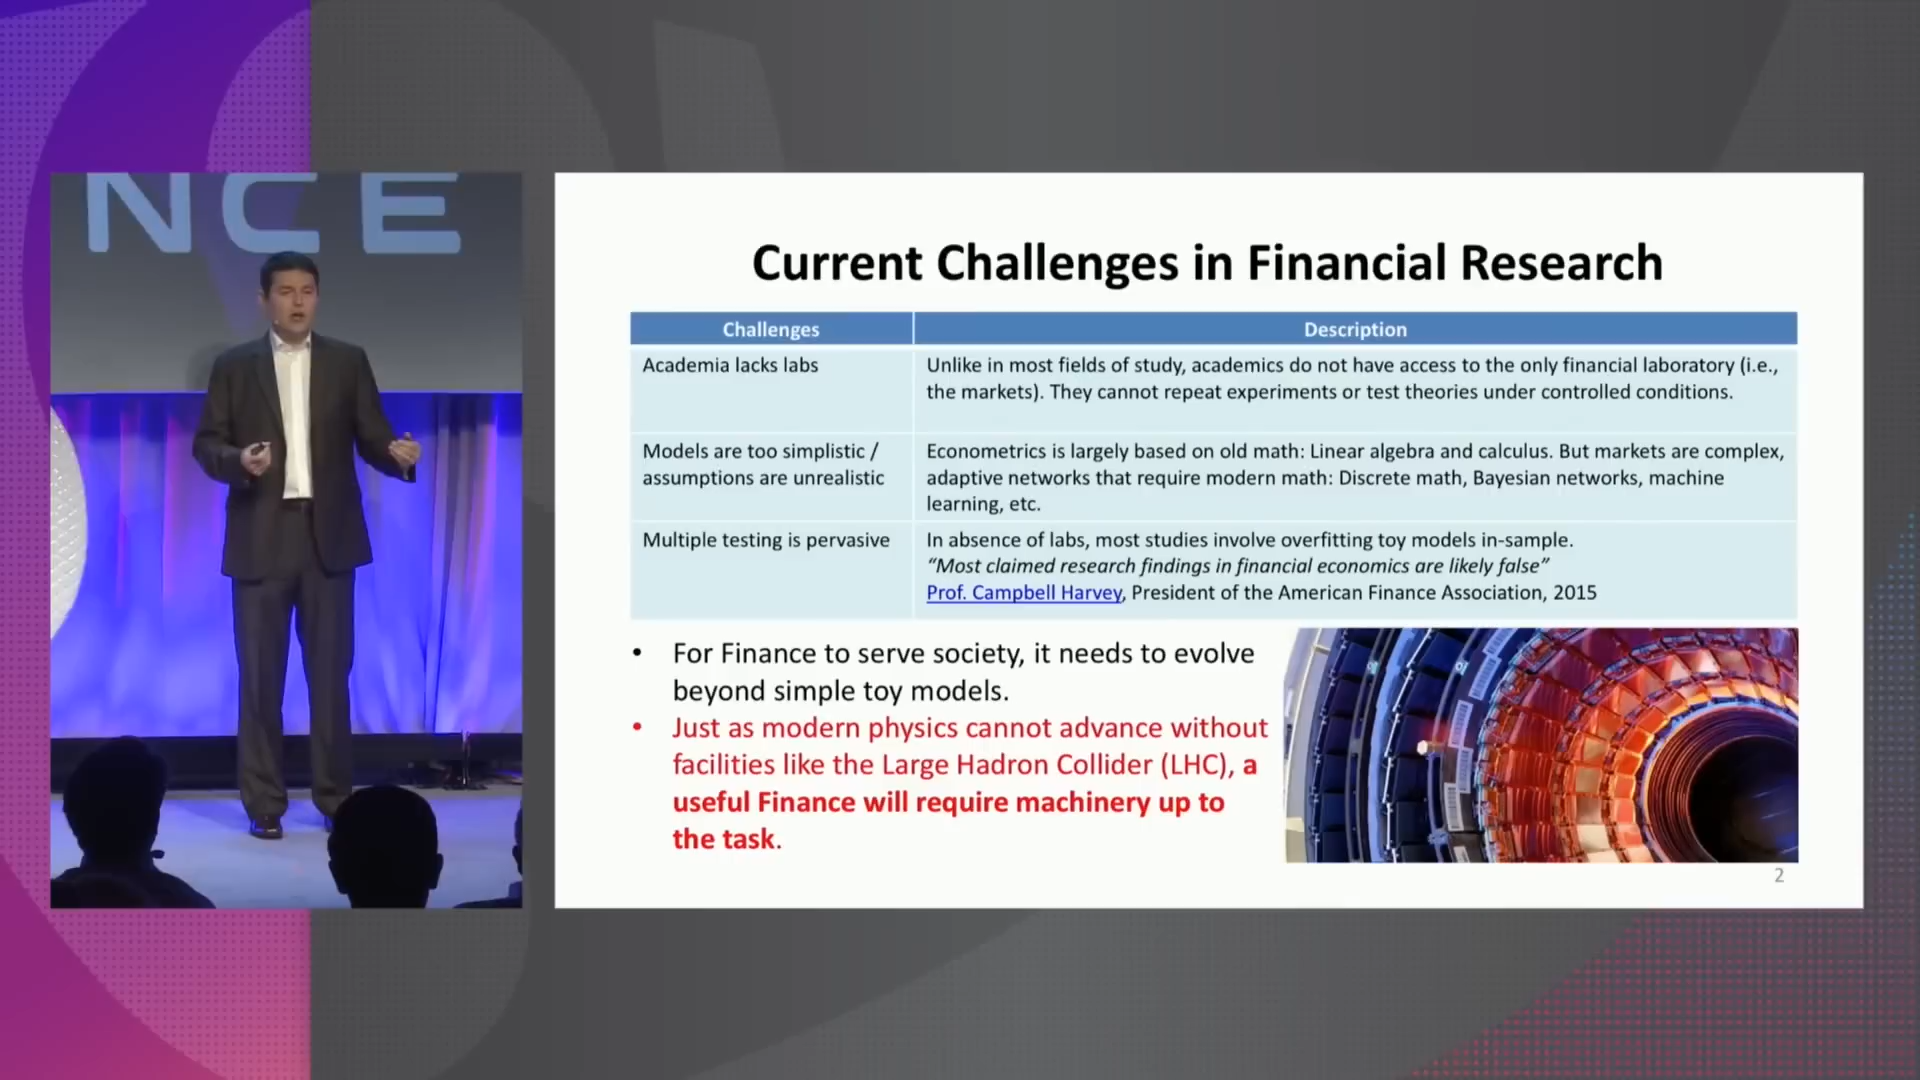 NCE
Current Challenges in Financial Research
Challenges
Description
Academia lacks labs
Unlike in most fields of study, academics do not have access to the only financial laboratory (i.e.,
the markets). They cannot repeat experiments or test theories under controlled conditions.
Models are too simplistic /
assumptions are unrealistic
Econometrics is largely based on old math: Linear algebra and calculus. But markets are complex,
adaptive networks that require modern math: Discrete math, Bayesian networks, machine
learning, etc.
Multiple testing is pervasive
In absence of labs, most studies involve overfitting toy models in-sample.
“Most claimed research findings in financial economics are likely false”
Prof. Campbell Harvey, President of the American Finance Association, 2015
• For Finance to serve society, it needs to evolve
beyond simple toy models.
• Just as modern physics cannot advance without
facilities like the Large Hadron Collider (LHC), a
useful Finance will require machinery up to
the task.
2